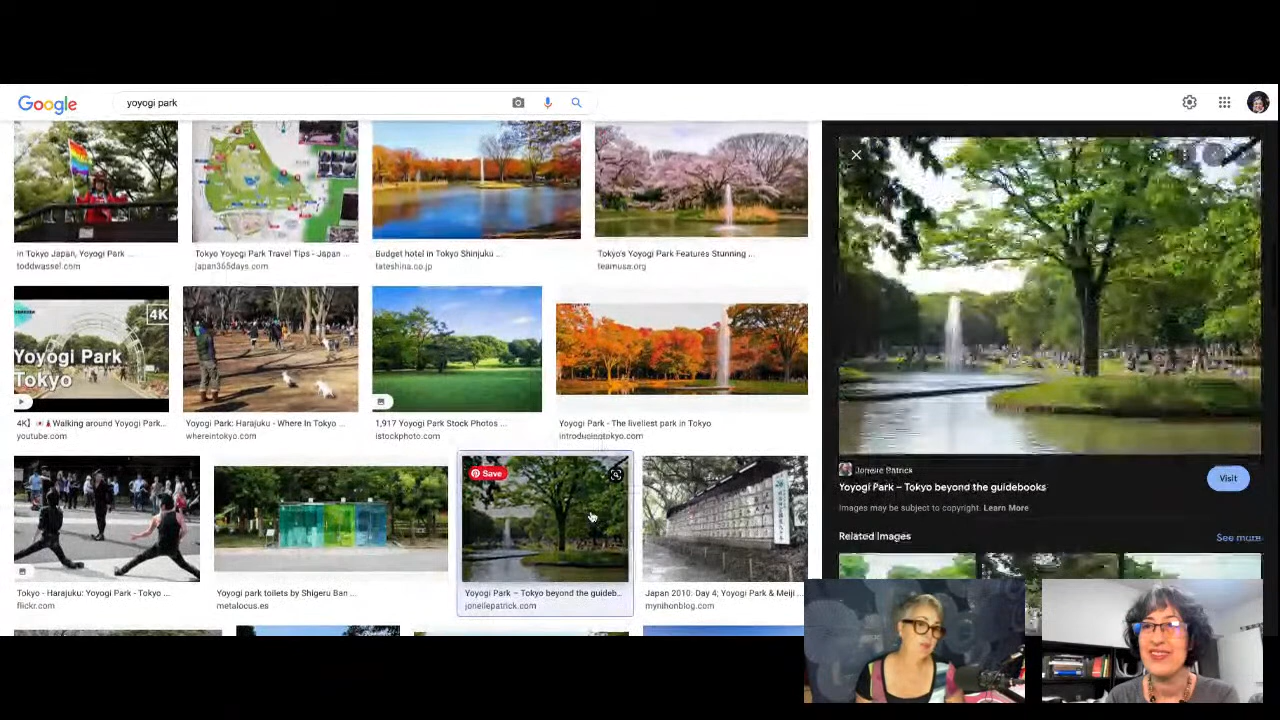 Google
yoyogi park
In Tokyo Japan, Yoyogi Park ...
toddwassel.com
Tokyo Yoyogi Park Travel Tips - Japan ...
japan365days.com
Budget hotel in Tokyo Shinjuku ...
tateshina.co.jp
Tokyo's Yoyogi Park Features Stunning ...
teamusa.org
4K
Yoyogi Park
Tokyo
4K】🇯🇵🗼Walking around Yoyogi Park...
youtube.com
Yoyogi Park: Harajuku - Where In Tokyo ...
whereintokyo.com
1,917 Yoyogi Park Stock Photos ...
istockphoto.com
Yoyogi Park - The liveliest park in Tokyo
introducingtokyo.com
Tokyo - Harajuku: Yoyogi Park - Tokyo ...
flickr.com
Yoyogi park toilets by Shigeru Ban ...
metalocus.es
Save
Yoyogi Park – Tokyo beyond the guideb...
jonellepatrick.com
Japan 2010: Day 4; Yoyogi Park & Meiji ...
mynihonblog.com
Jonelle Patrick
Yoyogi Park – Tokyo beyond the guidebooks
Visit
Images may be subject to copyright. Learn More
Related Images
See more